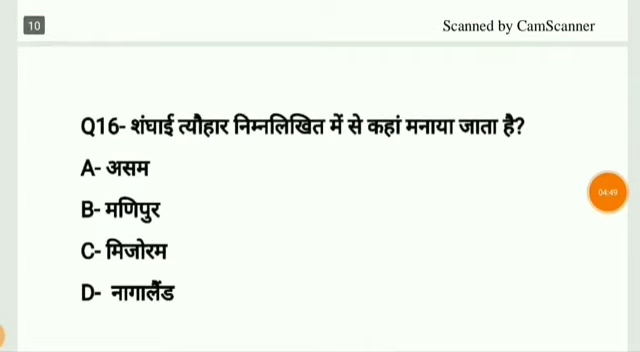 10
Scanned by CamScanner
Q16- शंघाई त्यौहार निम्नलिखित में से कहां मनाया जाता है?
A- असम
04:49
B- मणिपुर
C- मिजोरम
D- नागालैंड